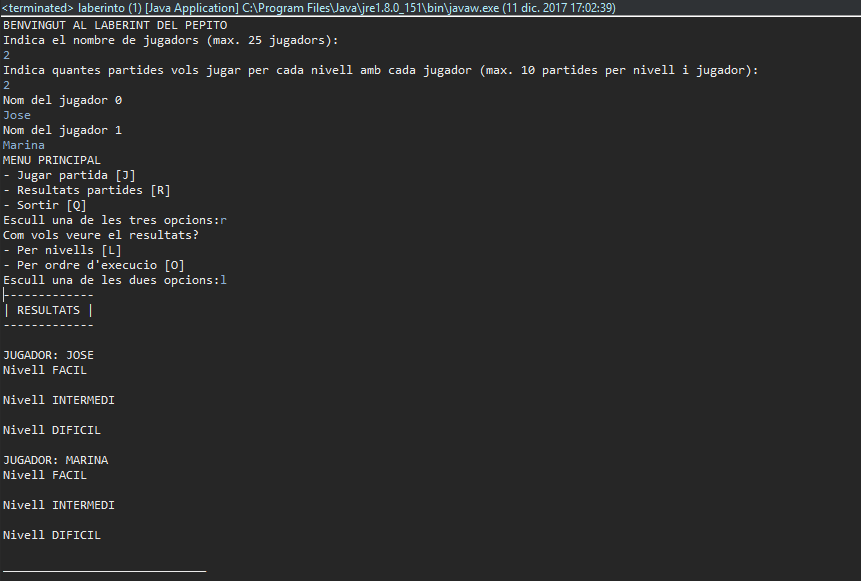 <terminated> laberinto (1) [Java Application] C:\Program Files\Java\jre1.8.0_151\bin\javaw.exe (11 dic. 2017 17:02:39)
BENVINGUT AL LABERINT DEL PEPITO
Indica el nombre de jugadors (max. 25 jugadors):
2
Indica quantes partides vols jugar per cada nivell amb cada jugador (max. 10 partides per nivell i jugador):
2
Nom del jugador 0
Jose
Nom del jugador 1
Marina
MENU PRINCIPAL
- Jugar partida [J]
- Resultats partides [R]
- Sortir [Q]
Escull una de les tres opcions:r
Com vols veure el resultats?
- Per nivells [L]
- Per ordre d'execucio [O]
Escull una de les dues opcions:l
-------------
| RESULTATS |
-------------
JUGADOR: JOSE
Nivell FACIL
Nivell INTERMEDI
Nivell DIFICIL
JUGADOR: MARINA
Nivell FACIL
Nivell INTERMEDI
Nivell DIFICIL
_____________________________